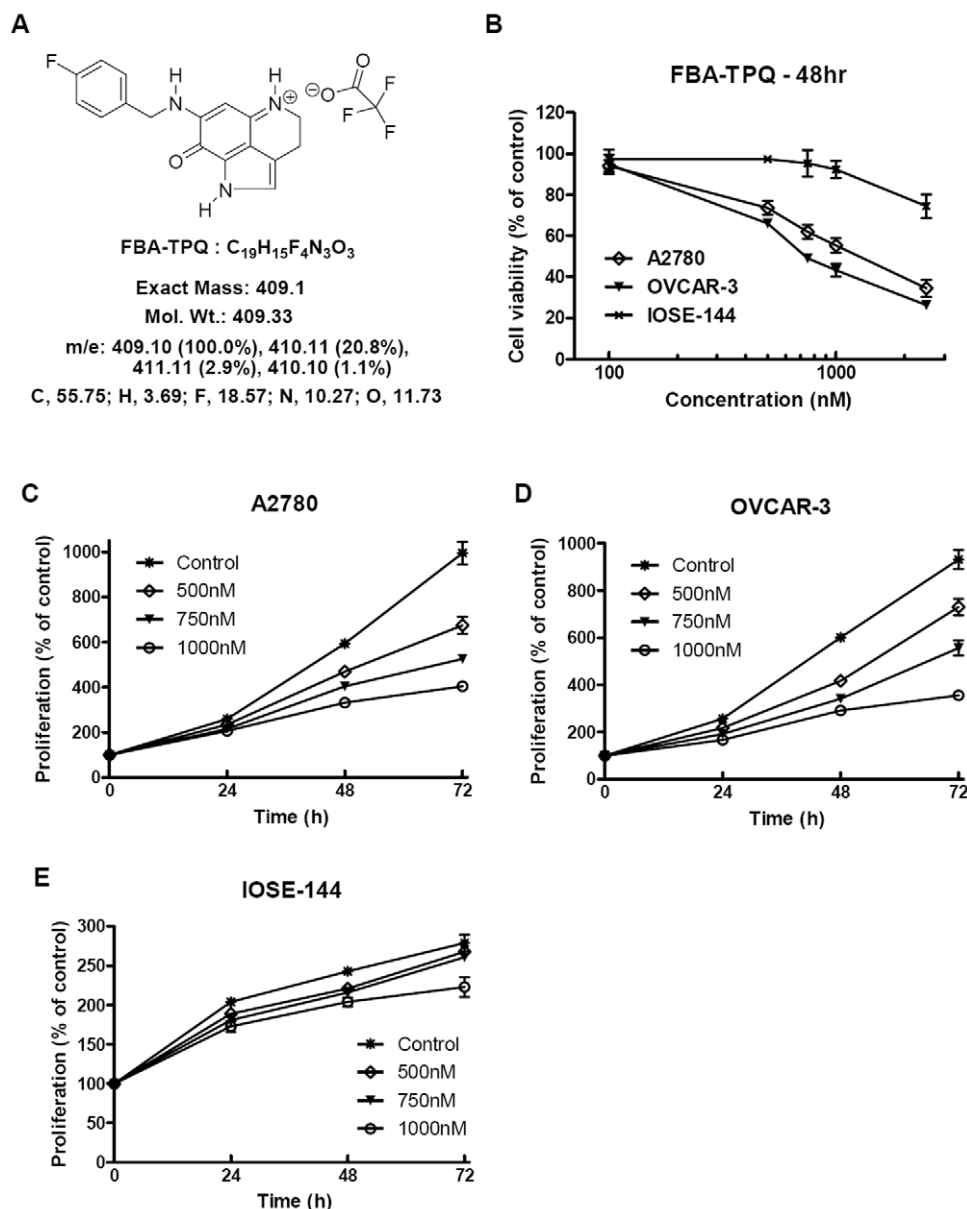 A
F
H
N
H
N
⊕
⊖
O
O
F
F
F
O
N
H
FBA-TPQ : C₁₉H₁₅F₄N₃O₃
Exact Mass: 409.1
Mol. Wt.: 409.33
m/e: 409.10 (100.0%), 410.11 (20.8%),
411.11 (2.9%), 410.10 (1.1%)
C, 55.75; H, 3.69; F, 18.57; N, 10.27; O, 11.73
B
FBA-TPQ - 48hr
Cell viability (% of control)
120
100
80
60
40
20
0
A2780
OVCAR-3
IOSE-144
100
1000
Concentration (nM)
C
A2780
Proliferation (% of control)
1000
800
600
400
200
0
Control
500nM
750nM
1000nM
0
24
48
72
Time (h)
D
OVCAR-3
Proliferation (% of control)
1000
800
600
400
200
0
Control
500nM
750nM
1000nM
0
24
48
72
Time (h)
E
IOSE-144
Proliferation (% of control)
300
250
200
150
100
50
0
Control
500nM
750nM
1000nM
0
24
48
72
Time (h)